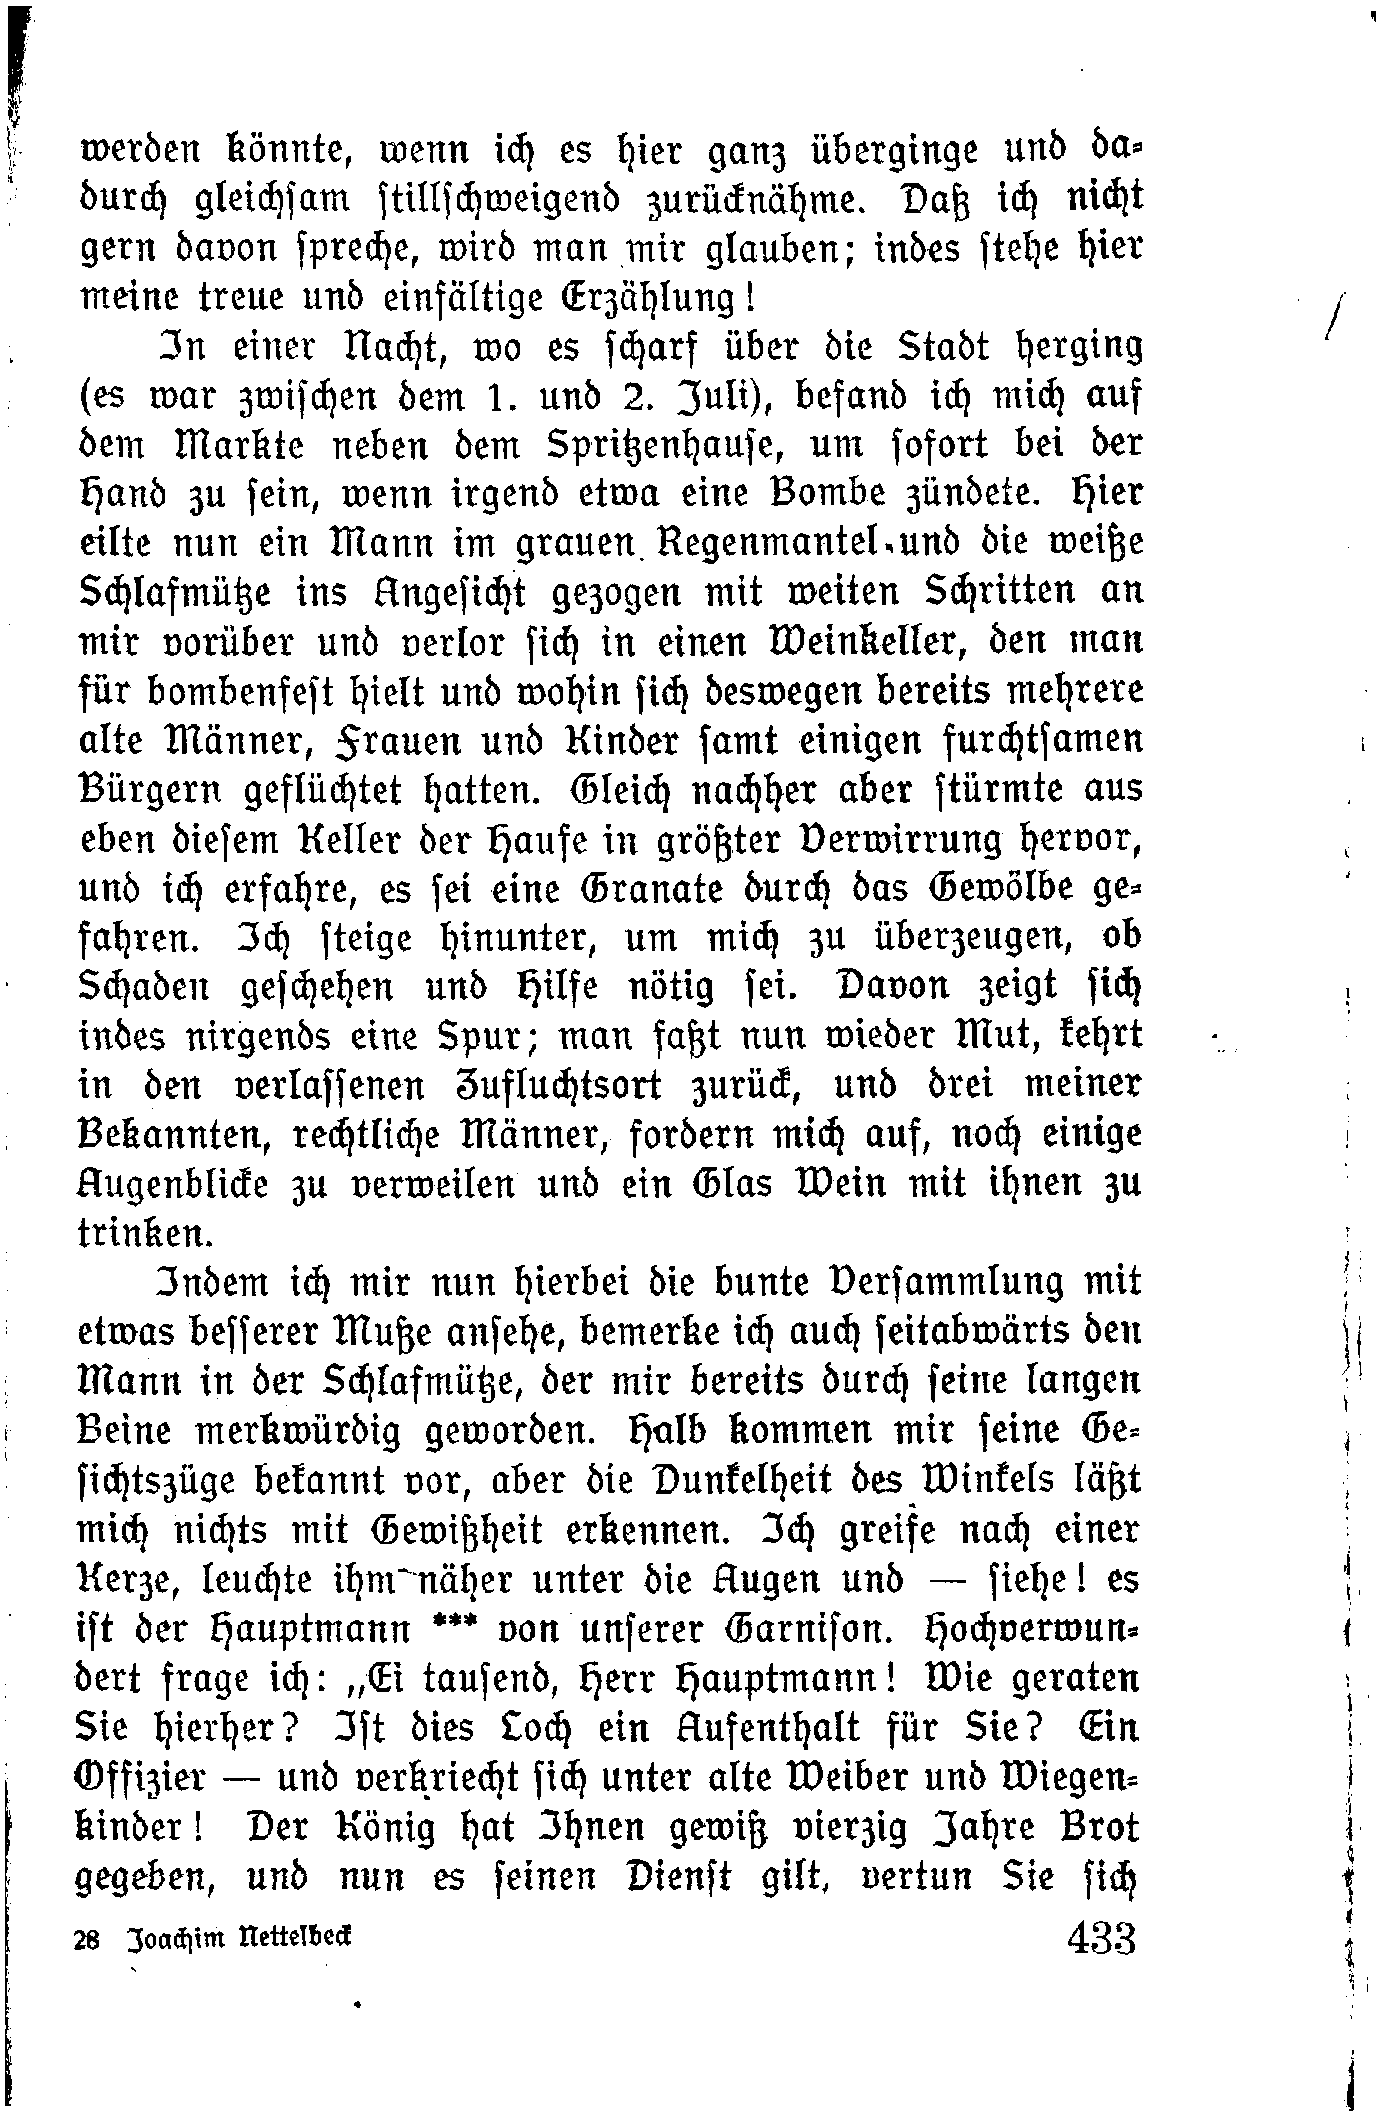 werden könnte, wenn ich es hier ganz überginge und da-
durch gleichsam stillschweigend zurücknähme. Daß ich nicht
gern davon spreche, wird man mir glauben; indes stehe hier
meine treue und einfältige Erzählung!
In einer Nacht, wo es scharf über die Stadt herging
(es war zwischen dem 1. und 2. Juli), befand ich mich auf
dem Markte neben dem Spritzenhause, um sofort bei der
Hand zu sein, wenn irgend etwa eine Bombe zündete. Hier
eilte nun ein Mann im grauen Regenmantel und die weiße
Schlafmütze ins Angesicht gezogen mit weiten Schritten an
mir vorüber und verlor sich in einen Weinkeller, den man
für bombenfest hielt und wohin sich deswegen bereits mehrere
alte Männer, Frauen und Kinder samt einigen furchtsamen
Bürgern geflüchtet hatten. Gleich nachher aber stürmte aus
eben diesem Keller der Haufe in größter Verwirrung hervor,
und ich erfahre, es sei eine Granate durch das Gewölbe ge-
fahren. Ich steige hinunter, um mich zu überzeugen, ob
Schaden geschehen und Hilfe nötig sei. Davon zeigt sich
indes nirgends eine Spur; man faßt nun wieder Mut, kehrt
in den verlassenen Zufluchtsort zurück, und drei meiner
Bekannten, rechtliche Männer, fordern mich auf, noch einige
Augenblicke zu verweilen und ein Glas Wein mit ihnen zu
trinken.
Indem ich mir nun hierbei die bunte Versammlung mit
etwas besserer Muße ansehe, bemerke ich auch seitabwärts den
Mann in der Schlafmütze, der mir bereits durch seine langen
Beine merkwürdig geworden. Halb kommen mir seine Ge-
sichtszüge bekannt vor, aber die Dunkelheit des Winkels läßt
mich nichts mit Gewißheit erkennen. Ich greife nach einer
Kerze, leuchte ihm näher unter die Augen und — siehe! es
ist der Hauptmann *** von unserer Garnison. Hochverwun-
dert frage ich: „Ei tausend, Herr Hauptmann! Wie geraten
Sie hierher? Ist dies Loch ein Aufenthalt für Sie? Ein
Offizier — und verkriecht sich unter alte Weiber und Wiegen-
kinder! Der König hat Ihnen gewiß vierzig Jahre Brot
gegeben, und nun es seinen Dienst gilt, vertun Sie sich
28 Joachim Nettelbeck 433